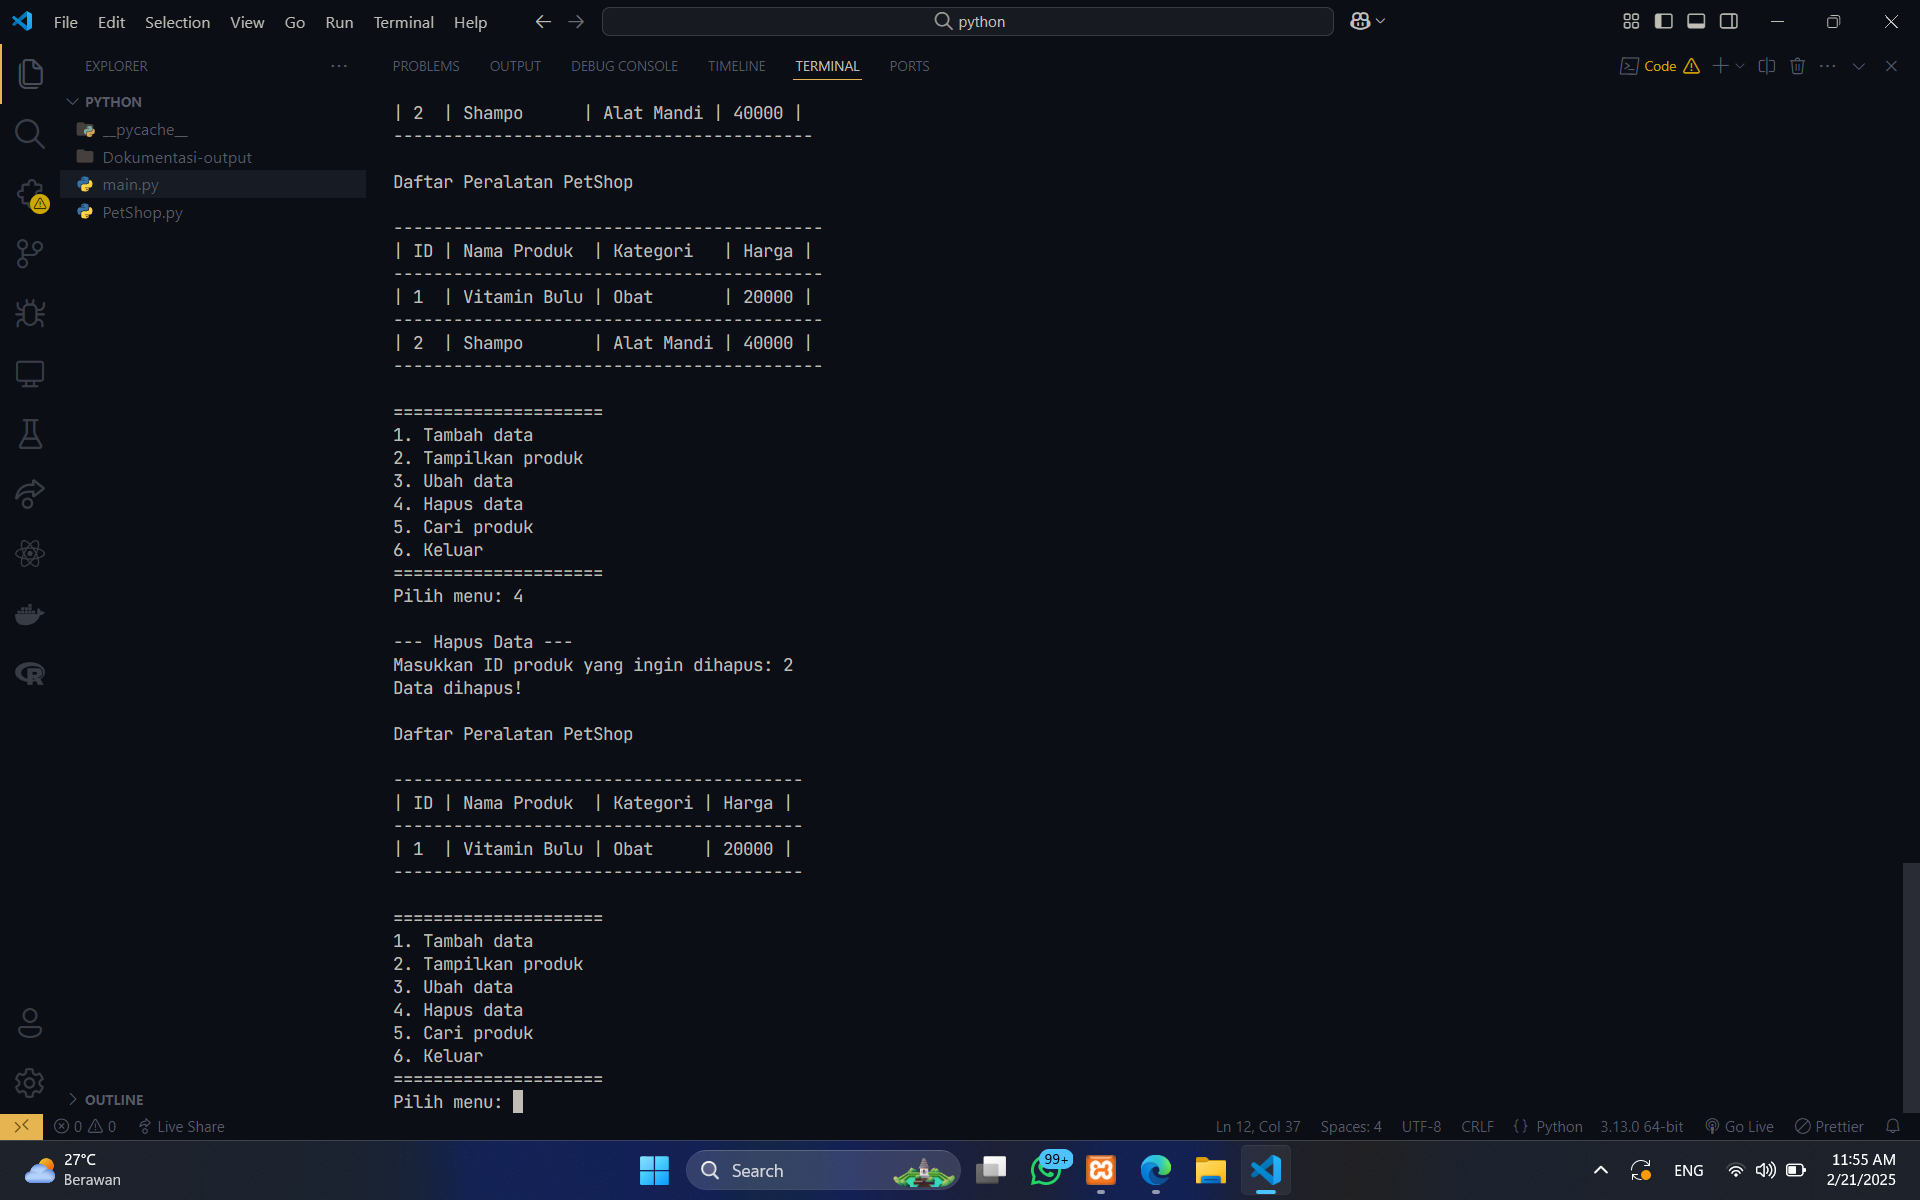 File Edit Selection View Go Run Terminal Help
python
EXPLORER
PYTHON
__pycache__
Dokumentasi-output
main.py
PetShop.py
OUTLINE
PROBLEMS OUTPUT DEBUG CONSOLE TIMELINE TERMINAL PORTS
Code
| 2  | Shampo      | Alat Mandi | 40000 |
------------------------------------------
Daftar Peralatan PetShop
-------------------------------------------
| ID | Nama Produk  | Kategori   | Harga |
-------------------------------------------
| 1  | Vitamin Bulu | Obat       | 20000 |
-------------------------------------------
| 2  | Shampo       | Alat Mandi | 40000 |
-------------------------------------------
=====================
1. Tambah data
2. Tampilkan produk
3. Ubah data
4. Hapus data
5. Cari produk
6. Keluar
=====================
Pilih menu: 4
--- Hapus Data ---
Masukkan ID produk yang ingin dihapus: 2
Data dihapus!
Daftar Peralatan PetShop
-----------------------------------------
| ID | Nama Produk  | Kategori | Harga |
-----------------------------------------
| 1  | Vitamin Bulu | Obat     | 20000 |
-----------------------------------------
=====================
1. Tambah data
2. Tampilkan produk
3. Ubah data
4. Hapus data
5. Cari produk
6. Keluar
=====================
Pilih menu:
0 0 Live Share
Ln 12, Col 37 Spaces: 4 UTF-8 CRLF {} Python 3.13.0 64-bit Go Live Prettier
27°C
Berawan
Search
99+
ENG
11:55 AM
2/21/2025